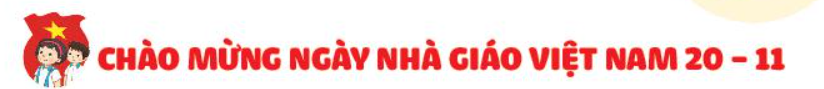 CHÀO MỪNG NGÀY NHÀ GIÁO VIỆT NAM 20 – 11